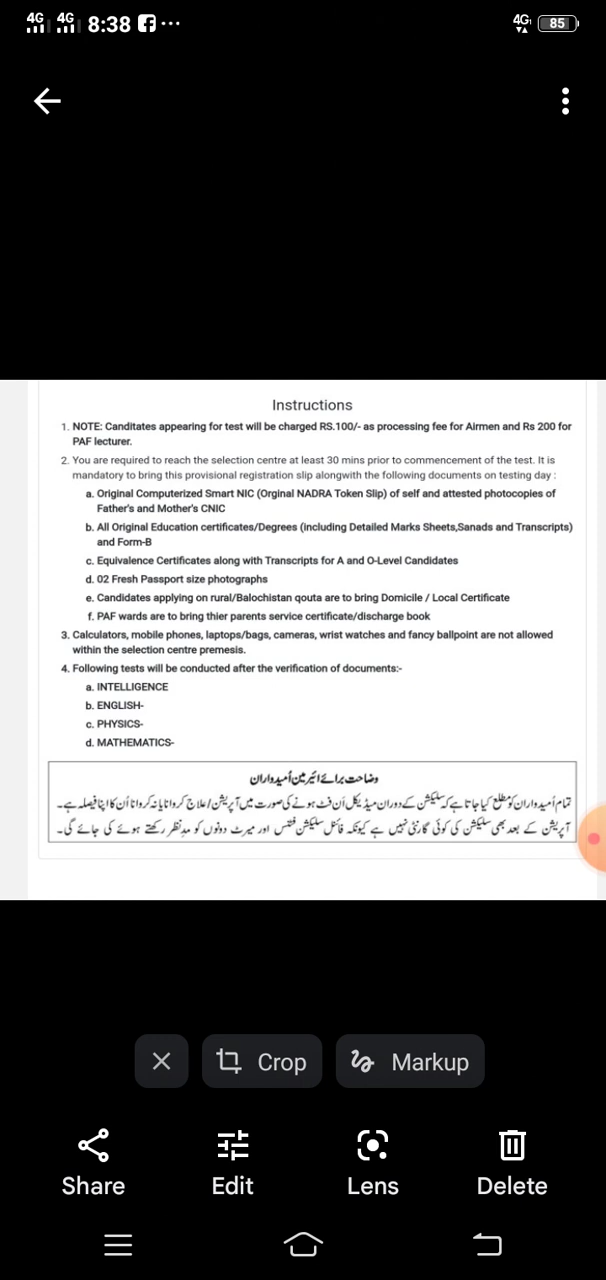 4G 4G 8:38 ... 4G 85
Instructions
1. NOTE: Canditates appearing for test will be charged RS.100/- as processing fee for Airmen and Rs 200 for
PAF lecturer.
2. You are required to reach the selection centre at least 30 mins prior to commencement of the test. It is
mandatory to bring this provisional registration slip alongwith the following documents on testing day :
a. Original Computerized Smart NIC (Orginal NADRA Token Slip) of self and attested photocopies of
Father's and Mother's CNIC
b. All Original Education certificates/Degrees (including Detailed Marks Sheets,Sanads and Transcripts)
and Form-B
c. Equivalence Certificates along with Transcripts for A and O-Level Candidates
d. 02 Fresh Passport size photographs
e. Candidates applying on rural/Balochistan qouta are to bring Domicile / Local Certificate
f. PAF wards are to bring thier parents service certificate/discharge book
3. Calculators, mobile phones, laptops/bags, cameras, wrist watches and fancy ballpoint are not allowed
within the selection centre premesis.
4. Following tests will be conducted after the verification of documents:-
a. INTELLIGENCE
b. ENGLISH-
c. PHYSICS-
d. MATHEMATICS-
وضاحت برائے ائیرمین اُمیدواران
تمام اُمیدواران کو مطلع کیا جاتا ہے کہ سلیکشن کے دوران میڈیکل اَن فٹ ہونے کی صورت میں آپریشن/علاج کروانا یا نہ کروانا اُن کا اپنا فیصلہ ہے۔
آپریشن کے بعد بھی سلیکشن کی کوئی گارنٹی نہیں ہے کیونکہ فائنل سلیکشن فٹنس اور میرٹ دونوں کو مدِنظر رکھتے ہوئے کی جائے گی۔
Crop Markup
Share Edit Lens Delete